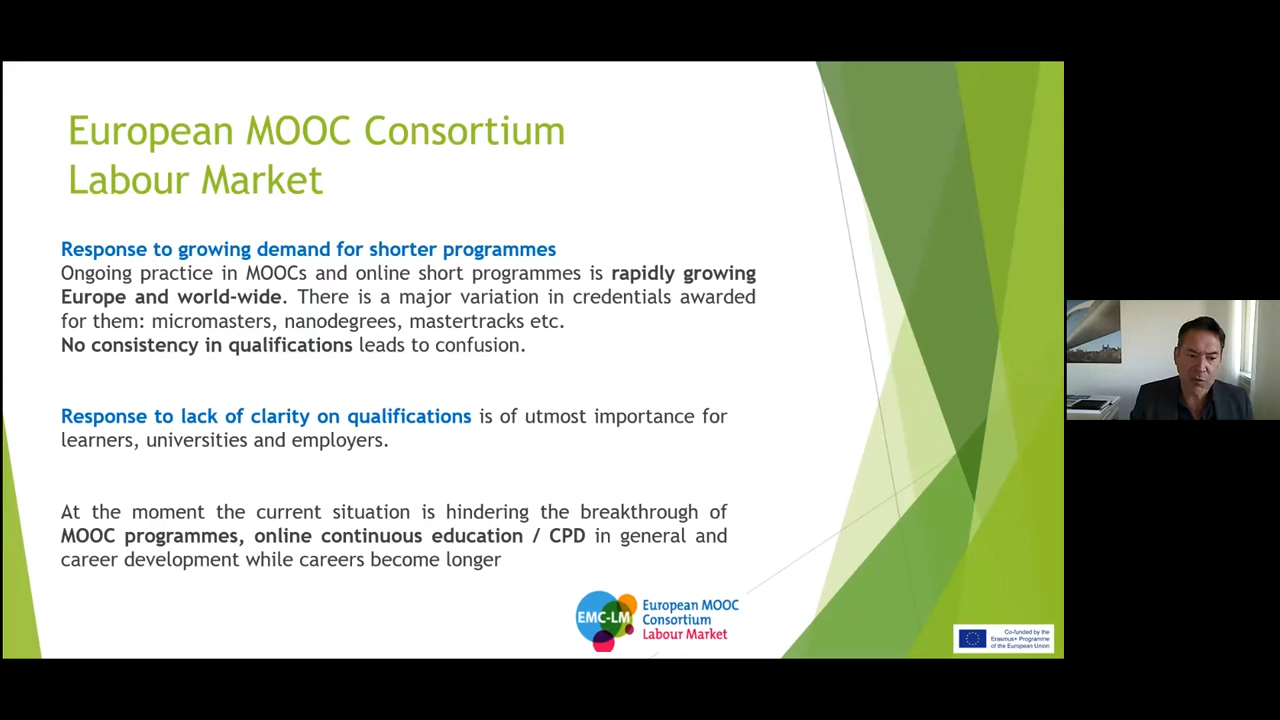 European MOOC Consortium
Labour Market
Response to growing demand for shorter programmes
Ongoing practice in MOOCs and online short programmes is rapidly growing
Europe and world-wide. There is a major variation in credentials awarded
for them: micromasters, nanodegrees, mastertracks etc.
No consistency in qualifications leads to confusion.
Response to lack of clarity on qualifications is of utmost importance for
learners, universities and employers.
At the moment the current situation is hindering the breakthrough of
MOOC programmes, online continuous education / CPD in general and
career development while careers become longer
EMC-LM
European MOOC
Consortium
Labour Market
Co-funded by the
Erasmus+ Programme
of the European Union